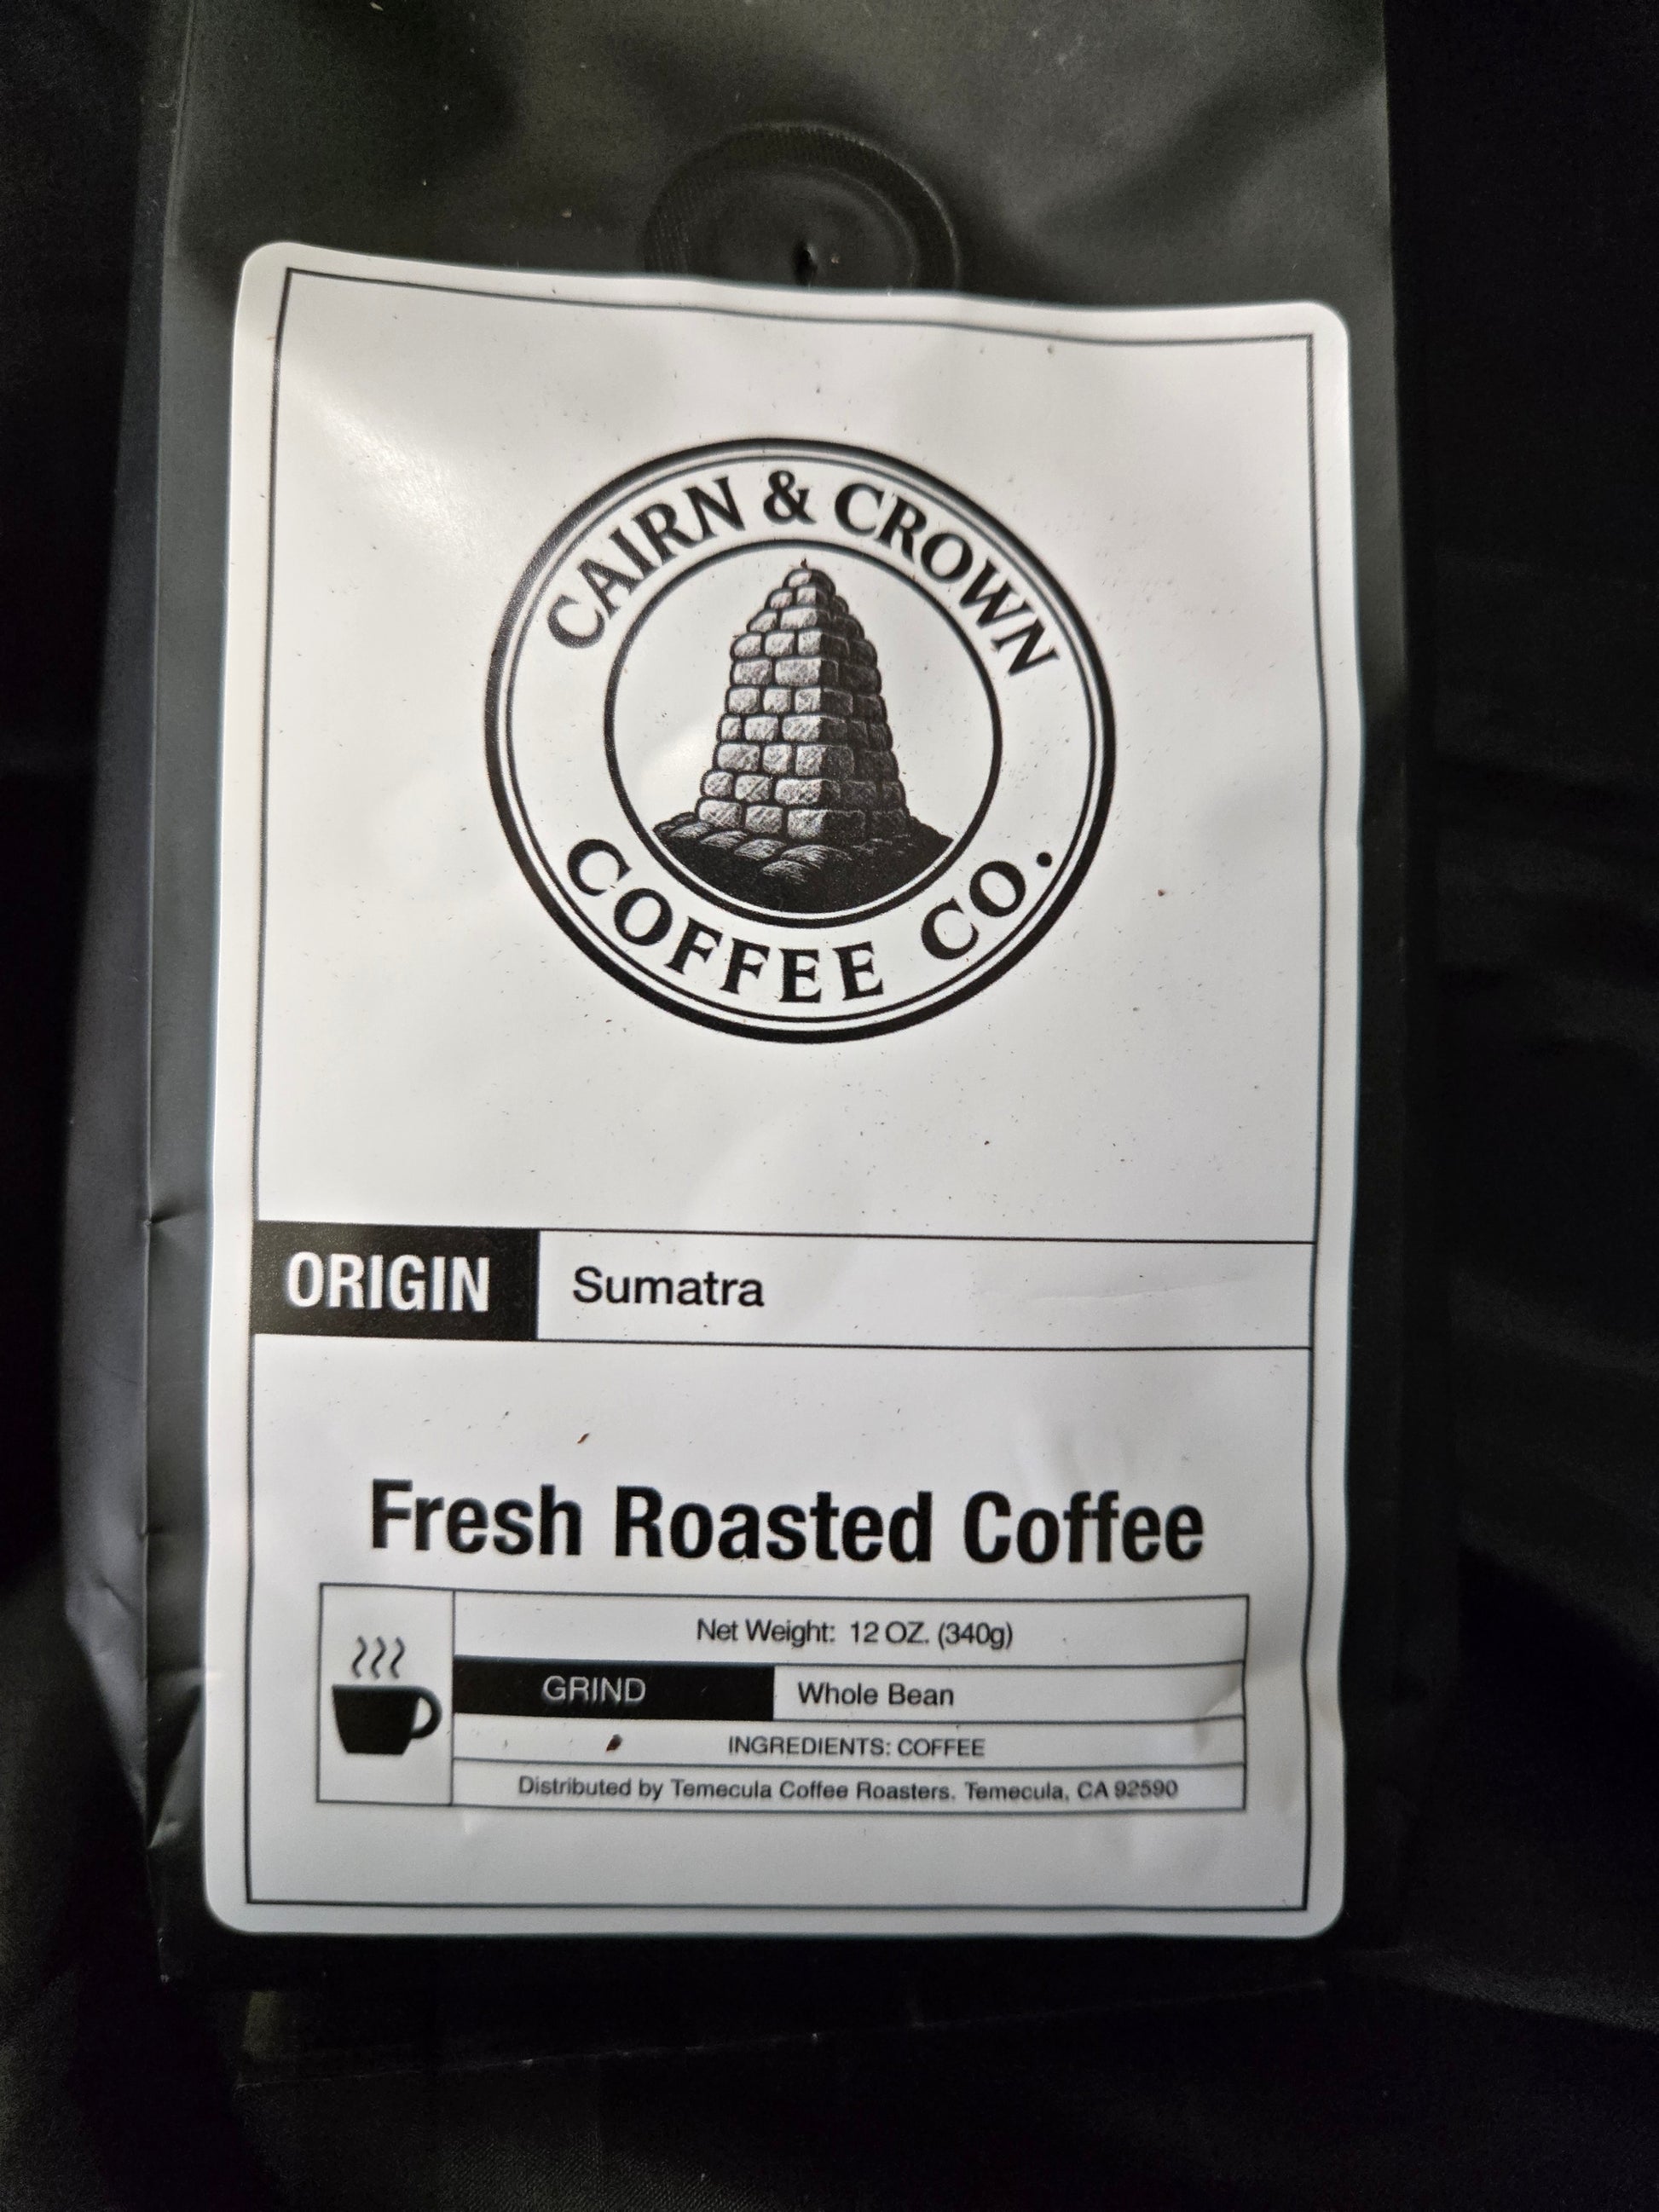 CAIRN & CROWN
COFFEE CO.
ORIGIN Sumatra
Fresh Roasted Coffee
Net Weight: 12 OZ. (340g)
GRIND Whole Bean
INGREDIENTS: COFFEE
Distributed by Temecula Coffee Roasters. Temecula, CA 92590